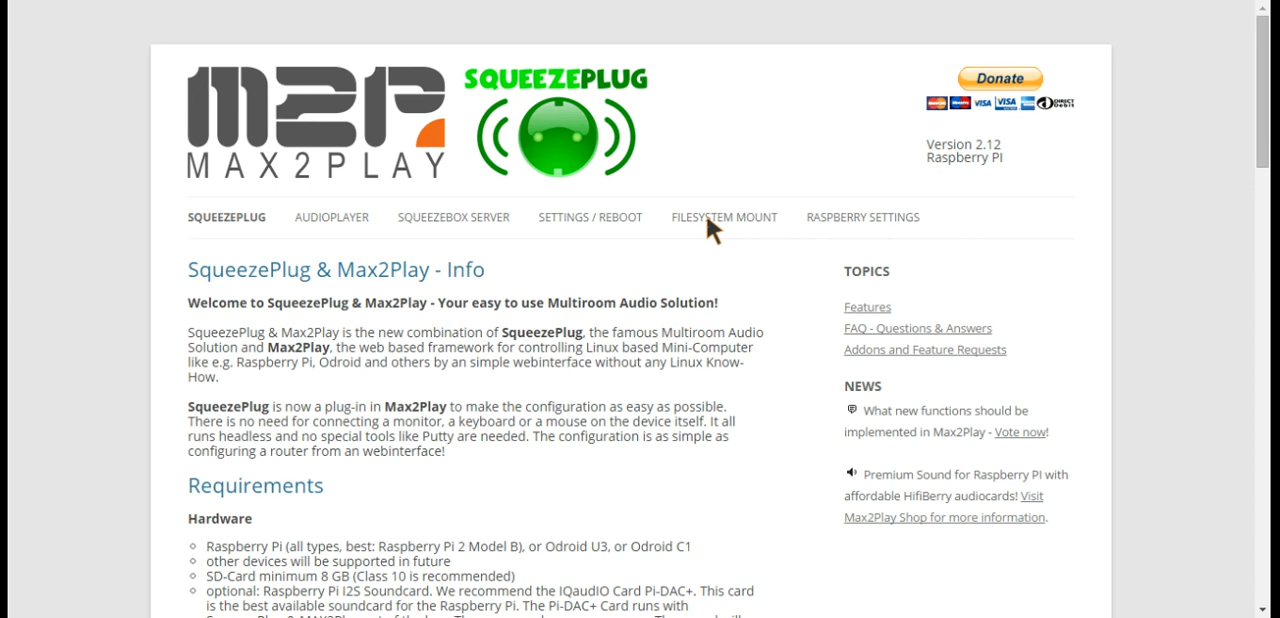 M2P
MAX2PLAY
SQUEEZEPLUG
Donate
VISA
VISA
DIRECT
Debit
Version 2.12
Raspberry PI
SQUEEZEPLUG AUDIOPLAYER SQUEEZEBOX SERVER SETTINGS / REBOOT FILESYSTEM MOUNT RASPBERRY SETTINGS
SqueezePlug & Max2Play - Info
Welcome to SqueezePlug & Max2Play - Your easy to use Multiroom Audio Solution!
SqueezePlug & Max2Play is the new combination of SqueezePlug, the famous Multiroom Audio
Solution and Max2Play, the web based framework for controlling Linux based Mini-Computer
like e.g. Raspberry Pi, Odroid and others by an simple webinterface without any Linux Know-
How.
SqueezePlug is now a plug-in in Max2Play to make the configuration as easy as possible.
There is no need for connecting a monitor, a keyboard or a mouse on the device itself. It all
runs headless and no special tools like Putty are needed. The configuration is as simple as
configuring a router from an webinterface!
Requirements
Hardware
Raspberry Pi (all types, best: Raspberry Pi 2 Model B), or Odroid U3, or Odroid C1
other devices will be supported in future
SD-Card minimum 8 GB (Class 10 is recommended)
optional: Raspberry Pi I2S Soundcard. We recommend the IQaudIO Card Pi-DAC+. This card
is the best available soundcard for the Raspberry Pi. The Pi-DAC+ Card runs with
TOPICS
Features
FAQ - Questions & Answers
Addons and Feature Requests
NEWS
What new functions should be
implemented in Max2Play - Vote now!
Premium Sound for Raspberry PI with
affordable HifiBerry audiocards! Visit
Max2Play Shop for more information.